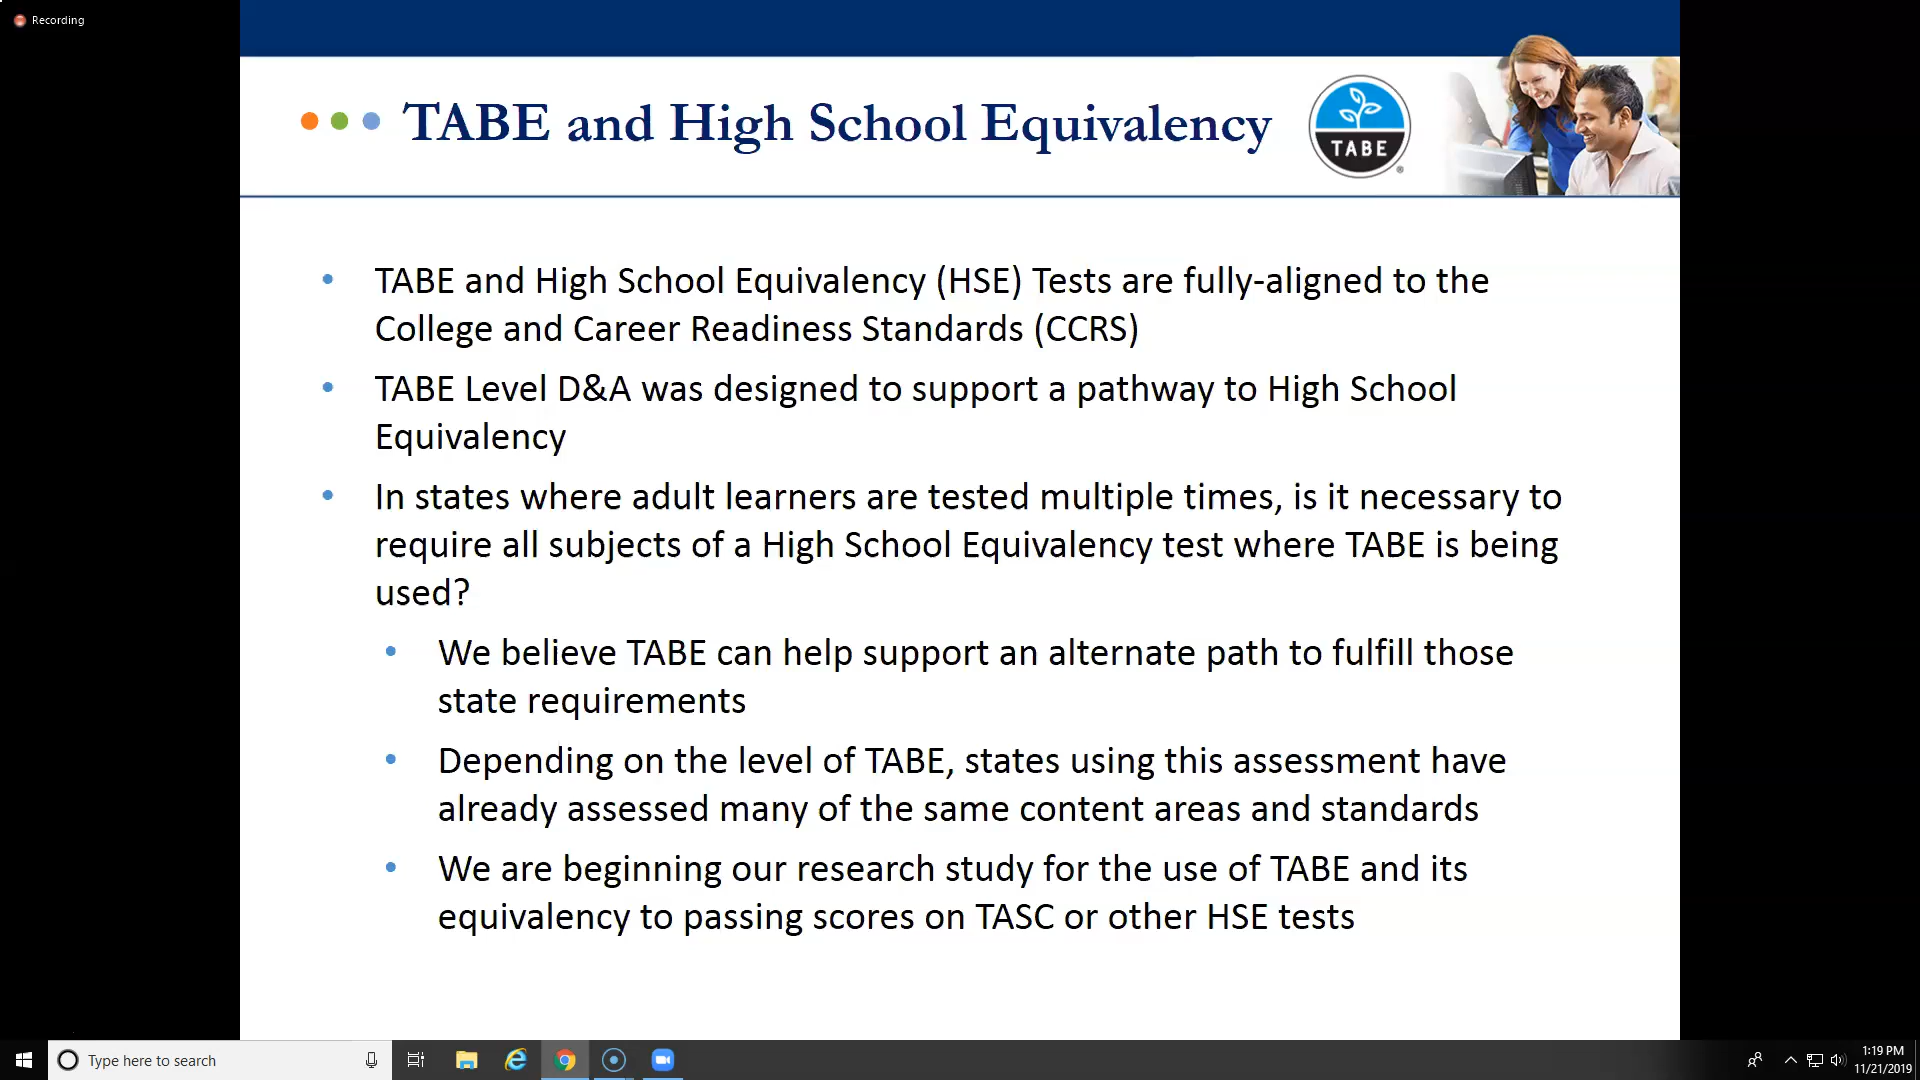 Recording
TABE and High School Equivalency
TABE
®
• TABE and High School Equivalency (HSE) Tests are fully-aligned to the
College and Career Readiness Standards (CCRS)
• TABE Level D&A was designed to support a pathway to High School
Equivalency
• In states where adult learners are tested multiple times, is it necessary to
require all subjects of a High School Equivalency test where TABE is being
used?
• We believe TABE can help support an alternate path to fulfill those
state requirements
• Depending on the level of TABE, states using this assessment have
already assessed many of the same content areas and standards
• We are beginning our research study for the use of TABE and its
equivalency to passing scores on TASC or other HSE tests
Type here to search
1:19 PM
11/21/2019